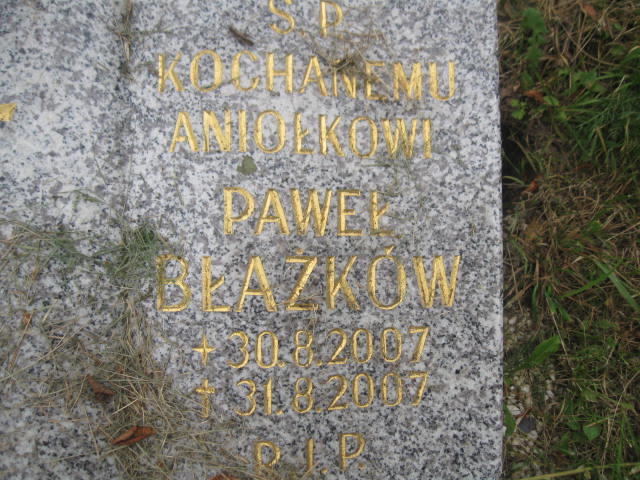 Ś. P.
KOCHANEMU
ANIOŁKOWI
PAWEŁ
BŁAŻKÓW
+ 30.8.2007
† 31.8.2007
R.I.P.